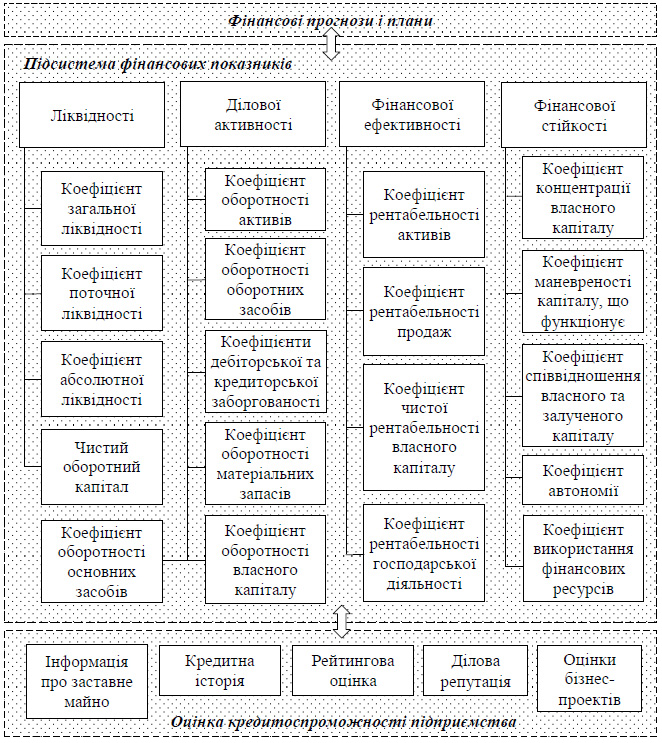 Фінансові прогнози і плани
Підсистема фінансових показників
Ліквідності
Коефіцієнт
загальної
ліквідності
Коефіцієнт
поточної
ліквідності
Коефіцієнт
абсолютної
ліквідності
Чистий
оборотний
капітал
Ділової
активності
Коефіцієнт
оборотності
активів
Коефіцієнт
оборотності
оборотних
засобів
Коефіцієнти
дебіторської та
кредиторської
заборгованості
Коефіцієнт
оборотності
матеріальних
запасів
Коефіцієнт
оборотності
основних
засобів
Коефіцієнт
оборотності
власного
капіталу
Фінансової
ефективності
Коефіцієнт
рентабельності
активів
Коефіцієнт
рентабельності
продаж
Коефіцієнт
чистої
рентабельності
власного
капіталу
Коефіцієнт
рентабельності
господарської
діяльності
Фінансової
стійкості
Коефіцієнт
концентрації
власного
капіталу
Коефіцієнт
маневреності
капіталу, що
функціонує
Коефіцієнт
співвідношення
власного та
залученого
капіталу
Коефіцієнт
автономії
Коефіцієнт
використання
фінансових
ресурсів
Інформація
про заставне
майно
Кредитна
історія
Рейтингова
оцінка
Ділова
репутація
Оцінки
бізнес-
проектів
Оцінка кредитоспроможності підприємства